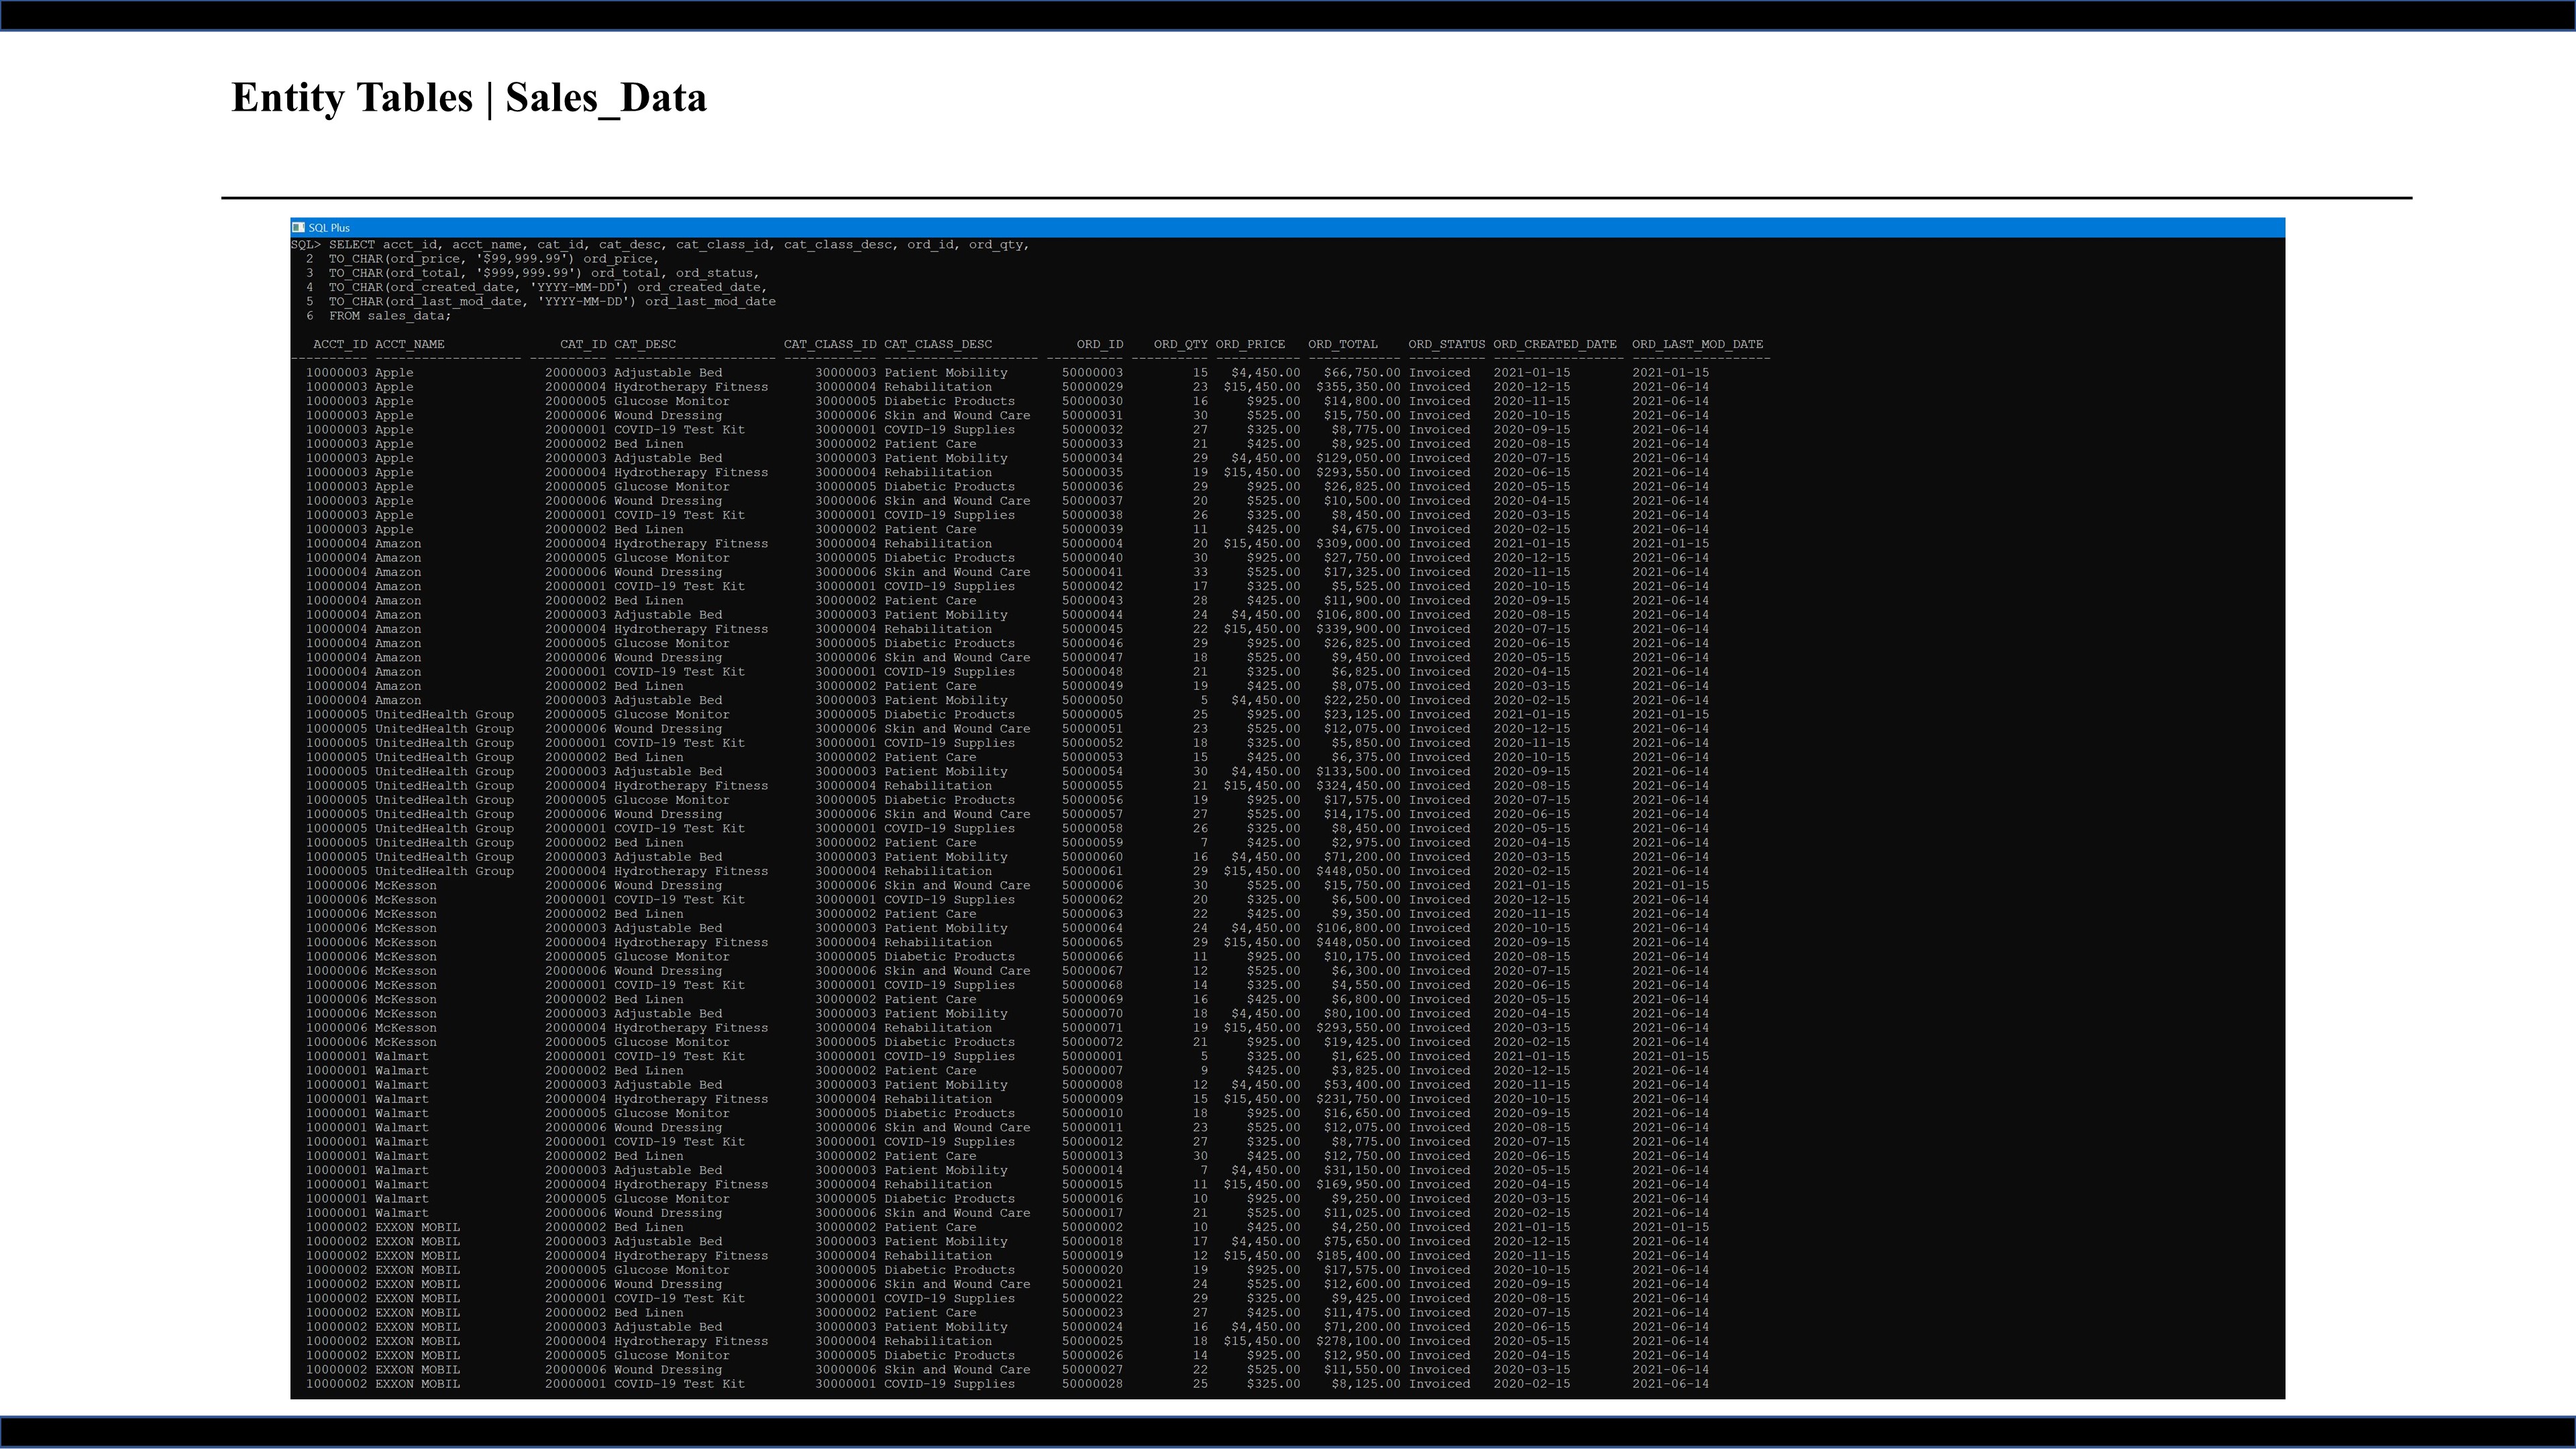 Entity Tables | Sales_Data
SQL Plus
SQL> SELECT acct_id, acct_name, cat_id, cat_desc, cat_class_id, cat_class_desc, ord_id, ord_qty,
2 TO_CHAR(ord_price, '$99,999.99') ord_price,
3 TO_CHAR(ord_total, '$999,999.99') ord_total, ord_status,
4 TO_CHAR(ord_created_date, 'YYYY-MM-DD') ord_created_date,
5 TO_CHAR(ord_last_mod_date, 'YYYY-MM-DD') ord_last_mod_date
6 FROM sales_data;
ACCT_ID ACCT_NAME CAT_ID CAT_DESC CAT_CLASS_ID CAT_CLASS_DESC ORD_ID ORD_QTY ORD_PRICE ORD_TOTAL ORD_STATUS ORD_CREATED_DATE ORD_LAST_MOD_DATE
---------- ------------------- ---------- --------------------- ------------ -------------------- ---------- ---------- ----------- ------------ ---------- ----------------- ------------------
10000003 Apple 20000003 Adjustable Bed 30000003 Patient Mobility 50000003 15 $4,450.00 $66,750.00 Invoiced 2021-01-15 2021-01-15
10000003 Apple 20000004 Hydrotherapy Fitness 30000004 Rehabilitation 50000029 23 $15,450.00 $355,350.00 Invoiced 2020-12-15 2021-06-14
10000003 Apple 20000005 Glucose Monitor 30000005 Diabetic Products 50000030 16 $925.00 $14,800.00 Invoiced 2020-11-15 2021-06-14
10000003 Apple 20000006 Wound Dressing 30000006 Skin and Wound Care 50000031 30 $525.00 $15,750.00 Invoiced 2020-10-15 2021-06-14
10000003 Apple 20000001 COVID-19 Test Kit 30000001 COVID-19 Supplies 50000032 27 $325.00 $8,775.00 Invoiced 2020-09-15 2021-06-14
10000003 Apple 20000002 Bed Linen 30000002 Patient Care 50000033 21 $425.00 $8,925.00 Invoiced 2020-08-15 2021-06-14
10000003 Apple 20000003 Adjustable Bed 30000003 Patient Mobility 50000034 29 $4,450.00 $129,050.00 Invoiced 2020-07-15 2021-06-14
10000003 Apple 20000004 Hydrotherapy Fitness 30000004 Rehabilitation 50000035 19 $15,450.00 $293,550.00 Invoiced 2020-06-15 2021-06-14
10000003 Apple 20000005 Glucose Monitor 30000005 Diabetic Products 50000036 29 $925.00 $26,825.00 Invoiced 2020-05-15 2021-06-14
10000003 Apple 20000006 Wound Dressing 30000006 Skin and Wound Care 50000037 20 $525.00 $10,500.00 Invoiced 2020-04-15 2021-06-14
10000003 Apple 20000001 COVID-19 Test Kit 30000001 COVID-19 Supplies 50000038 26 $325.00 $8,450.00 Invoiced 2020-03-15 2021-06-14
10000003 Apple 20000002 Bed Linen 30000002 Patient Care 50000039 11 $425.00 $4,675.00 Invoiced 2020-02-15 2021-06-14
10000004 Amazon 20000004 Hydrotherapy Fitness 30000004 Rehabilitation 50000004 20 $15,450.00 $309,000.00 Invoiced 2021-01-15 2021-01-15
10000004 Amazon 20000005 Glucose Monitor 30000005 Diabetic Products 50000040 30 $925.00 $27,750.00 Invoiced 2020-12-15 2021-06-14
10000004 Amazon 20000006 Wound Dressing 30000006 Skin and Wound Care 50000041 33 $525.00 $17,325.00 Invoiced 2020-11-15 2021-06-14
10000004 Amazon 20000001 COVID-19 Test Kit 30000001 COVID-19 Supplies 50000042 17 $325.00 $5,525.00 Invoiced 2020-10-15 2021-06-14
10000004 Amazon 20000002 Bed Linen 30000002 Patient Care 50000043 28 $425.00 $11,900.00 Invoiced 2020-09-15 2021-06-14
10000004 Amazon 20000003 Adjustable Bed 30000003 Patient Mobility 50000044 24 $4,450.00 $106,800.00 Invoiced 2020-08-15 2021-06-14
10000004 Amazon 20000004 Hydrotherapy Fitness 30000004 Rehabilitation 50000045 22 $15,450.00 $339,900.00 Invoiced 2020-07-15 2021-06-14
10000004 Amazon 20000005 Glucose Monitor 30000005 Diabetic Products 50000046 29 $925.00 $26,825.00 Invoiced 2020-06-15 2021-06-14
10000004 Amazon 20000006 Wound Dressing 30000006 Skin and Wound Care 50000047 18 $525.00 $9,450.00 Invoiced 2020-05-15 2021-06-14
10000004 Amazon 20000001 COVID-19 Test Kit 30000001 COVID-19 Supplies 50000048 21 $325.00 $6,825.00 Invoiced 2020-04-15 2021-06-14
10000004 Amazon 20000002 Bed Linen 30000002 Patient Care 50000049 19 $425.00 $8,075.00 Invoiced 2020-03-15 2021-06-14
10000004 Amazon 20000003 Adjustable Bed 30000003 Patient Mobility 50000050 5 $4,450.00 $22,250.00 Invoiced 2020-02-15 2021-06-14
10000005 UnitedHealth Group 20000005 Glucose Monitor 30000005 Diabetic Products 50000005 25 $925.00 $23,125.00 Invoiced 2021-01-15 2021-01-15
10000005 UnitedHealth Group 20000006 Wound Dressing 30000006 Skin and Wound Care 50000051 23 $525.00 $12,075.00 Invoiced 2020-12-15 2021-06-14
10000005 UnitedHealth Group 20000001 COVID-19 Test Kit 30000001 COVID-19 Supplies 50000052 18 $325.00 $5,850.00 Invoiced 2020-11-15 2021-06-14
10000005 UnitedHealth Group 20000002 Bed Linen 30000002 Patient Care 50000053 15 $425.00 $6,375.00 Invoiced 2020-10-15 2021-06-14
10000005 UnitedHealth Group 20000003 Adjustable Bed 30000003 Patient Mobility 50000054 30 $4,450.00 $133,500.00 Invoiced 2020-09-15 2021-06-14
10000005 UnitedHealth Group 20000004 Hydrotherapy Fitness 30000004 Rehabilitation 50000055 21 $15,450.00 $324,450.00 Invoiced 2020-08-15 2021-06-14
10000005 UnitedHealth Group 20000005 Glucose Monitor 30000005 Diabetic Products 50000056 19 $925.00 $17,575.00 Invoiced 2020-07-15 2021-06-14
10000005 UnitedHealth Group 20000006 Wound Dressing 30000006 Skin and Wound Care 50000057 27 $525.00 $14,175.00 Invoiced 2020-06-15 2021-06-14
10000005 UnitedHealth Group 20000001 COVID-19 Test Kit 30000001 COVID-19 Supplies 50000058 26 $325.00 $8,450.00 Invoiced 2020-05-15 2021-06-14
10000005 UnitedHealth Group 20000002 Bed Linen 30000002 Patient Care 50000059 7 $425.00 $2,975.00 Invoiced 2020-04-15 2021-06-14
10000005 UnitedHealth Group 20000003 Adjustable Bed 30000003 Patient Mobility 50000060 16 $4,450.00 $71,200.00 Invoiced 2020-03-15 2021-06-14
10000005 UnitedHealth Group 20000004 Hydrotherapy Fitness 30000004 Rehabilitation 50000061 29 $15,450.00 $448,050.00 Invoiced 2020-02-15 2021-06-14
10000006 McKesson 20000006 Wound Dressing 30000006 Skin and Wound Care 50000006 30 $525.00 $15,750.00 Invoiced 2021-01-15 2021-01-15
10000006 McKesson 20000001 COVID-19 Test Kit 30000001 COVID-19 Supplies 50000062 20 $325.00 $6,500.00 Invoiced 2020-12-15 2021-06-14
10000006 McKesson 20000002 Bed Linen 30000002 Patient Care 50000063 22 $425.00 $9,350.00 Invoiced 2020-11-15 2021-06-14
10000006 McKesson 20000003 Adjustable Bed 30000003 Patient Mobility 50000064 24 $4,450.00 $106,800.00 Invoiced 2020-10-15 2021-06-14
10000006 McKesson 20000004 Hydrotherapy Fitness 30000004 Rehabilitation 50000065 29 $15,450.00 $448,050.00 Invoiced 2020-09-15 2021-06-14
10000006 McKesson 20000005 Glucose Monitor 30000005 Diabetic Products 50000066 11 $925.00 $10,175.00 Invoiced 2020-08-15 2021-06-14
10000006 McKesson 20000006 Wound Dressing 30000006 Skin and Wound Care 50000067 12 $525.00 $6,300.00 Invoiced 2020-07-15 2021-06-14
10000006 McKesson 20000001 COVID-19 Test Kit 30000001 COVID-19 Supplies 50000068 14 $325.00 $4,550.00 Invoiced 2020-06-15 2021-06-14
10000006 McKesson 20000002 Bed Linen 30000002 Patient Care 50000069 16 $425.00 $6,800.00 Invoiced 2020-05-15 2021-06-14
10000006 McKesson 20000003 Adjustable Bed 30000003 Patient Mobility 50000070 18 $4,450.00 $80,100.00 Invoiced 2020-04-15 2021-06-14
10000006 McKesson 20000004 Hydrotherapy Fitness 30000004 Rehabilitation 50000071 19 $15,450.00 $293,550.00 Invoiced 2020-03-15 2021-06-14
10000006 McKesson 20000005 Glucose Monitor 30000005 Diabetic Products 50000072 21 $925.00 $19,425.00 Invoiced 2020-02-15 2021-06-14
10000001 Walmart 20000001 COVID-19 Test Kit 30000001 COVID-19 Supplies 50000001 5 $325.00 $1,625.00 Invoiced 2021-01-15 2021-01-15
10000001 Walmart 20000002 Bed Linen 30000002 Patient Care 50000007 9 $425.00 $3,825.00 Invoiced 2020-12-15 2021-06-14
10000001 Walmart 20000003 Adjustable Bed 30000003 Patient Mobility 50000008 12 $4,450.00 $53,400.00 Invoiced 2020-11-15 2021-06-14
10000001 Walmart 20000004 Hydrotherapy Fitness 30000004 Rehabilitation 50000009 15 $15,450.00 $231,750.00 Invoiced 2020-10-15 2021-06-14
10000001 Walmart 20000005 Glucose Monitor 30000005 Diabetic Products 50000010 18 $925.00 $16,650.00 Invoiced 2020-09-15 2021-06-14
10000001 Walmart 20000006 Wound Dressing 30000006 Skin and Wound Care 50000011 23 $525.00 $12,075.00 Invoiced 2020-08-15 2021-06-14
10000001 Walmart 20000001 COVID-19 Test Kit 30000001 COVID-19 Supplies 50000012 27 $325.00 $8,775.00 Invoiced 2020-07-15 2021-06-14
10000001 Walmart 20000002 Bed Linen 30000002 Patient Care 50000013 30 $425.00 $12,750.00 Invoiced 2020-06-15 2021-06-14
10000001 Walmart 20000003 Adjustable Bed 30000003 Patient Mobility 50000014 7 $4,450.00 $31,150.00 Invoiced 2020-05-15 2021-06-14
10000001 Walmart 20000004 Hydrotherapy Fitness 30000004 Rehabilitation 50000015 11 $15,450.00 $169,950.00 Invoiced 2020-04-15 2021-06-14
10000001 Walmart 20000005 Glucose Monitor 30000005 Diabetic Products 50000016 10 $925.00 $9,250.00 Invoiced 2020-03-15 2021-06-14
10000001 Walmart 20000006 Wound Dressing 30000006 Skin and Wound Care 50000017 21 $525.00 $11,025.00 Invoiced 2020-02-15 2021-06-14
10000002 EXXON MOBIL 20000002 Bed Linen 30000002 Patient Care 50000002 10 $425.00 $4,250.00 Invoiced 2021-01-15 2021-01-15
10000002 EXXON MOBIL 20000003 Adjustable Bed 30000003 Patient Mobility 50000018 17 $4,450.00 $75,650.00 Invoiced 2020-12-15 2021-06-14
10000002 EXXON MOBIL 20000004 Hydrotherapy Fitness 30000004 Rehabilitation 50000019 12 $15,450.00 $185,400.00 Invoiced 2020-11-15 2021-06-14
10000002 EXXON MOBIL 20000005 Glucose Monitor 30000005 Diabetic Products 50000020 19 $925.00 $17,575.00 Invoiced 2020-10-15 2021-06-14
10000002 EXXON MOBIL 20000006 Wound Dressing 30000006 Skin and Wound Care 50000021 24 $525.00 $12,600.00 Invoiced 2020-09-15 2021-06-14
10000002 EXXON MOBIL 20000001 COVID-19 Test Kit 30000001 COVID-19 Supplies 50000022 29 $325.00 $9,425.00 Invoiced 2020-08-15 2021-06-14
10000002 EXXON MOBIL 20000002 Bed Linen 30000002 Patient Care 50000023 27 $425.00 $11,475.00 Invoiced 2020-07-15 2021-06-14
10000002 EXXON MOBIL 20000003 Adjustable Bed 30000003 Patient Mobility 50000024 16 $4,450.00 $71,200.00 Invoiced 2020-06-15 2021-06-14
10000002 EXXON MOBIL 20000004 Hydrotherapy Fitness 30000004 Rehabilitation 50000025 18 $15,450.00 $278,100.00 Invoiced 2020-05-15 2021-06-14
10000002 EXXON MOBIL 20000005 Glucose Monitor 30000005 Diabetic Products 50000026 14 $925.00 $12,950.00 Invoiced 2020-04-15 2021-06-14
10000002 EXXON MOBIL 20000006 Wound Dressing 30000006 Skin and Wound Care 50000027 22 $525.00 $11,550.00 Invoiced 2020-03-15 2021-06-14
10000002 EXXON MOBIL 20000001 COVID-19 Test Kit 30000001 COVID-19 Supplies 50000028 25 $325.00 $8,125.00 Invoiced 2020-02-15 2021-06-14